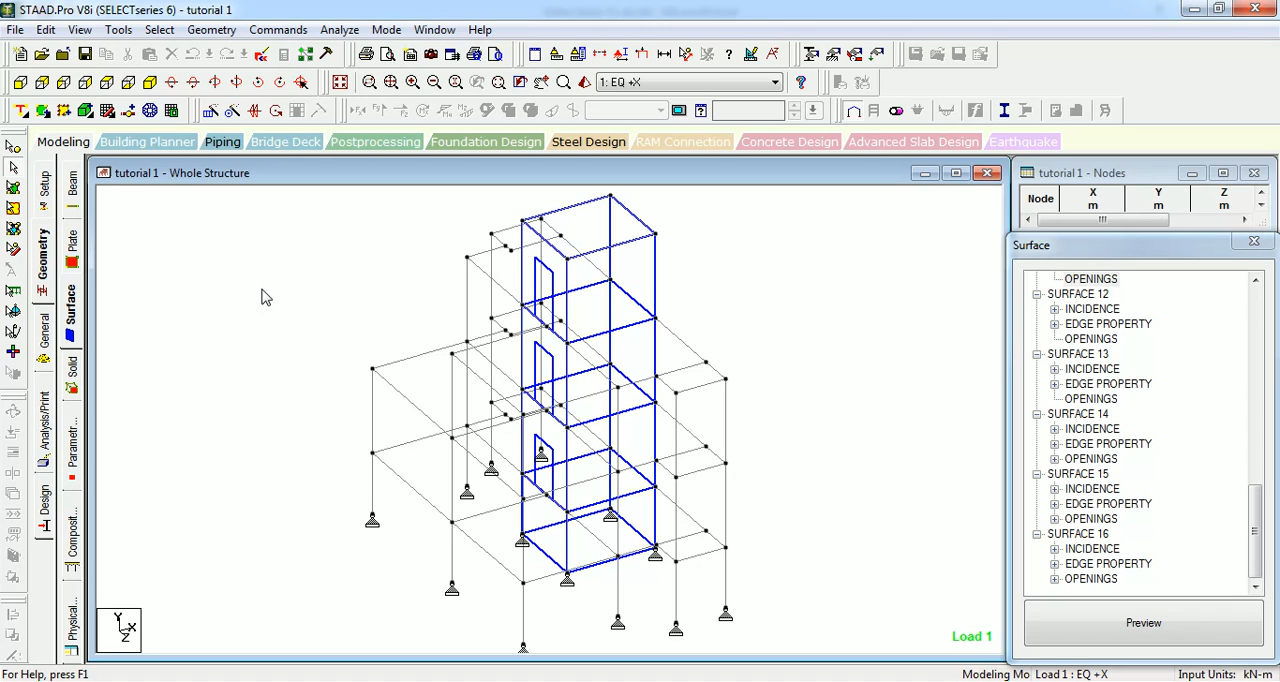 STAAD.Pro V8i (SELECTseries 6) - tutorial 1
File Edit View Tools Select Geometry Commands Analyze Mode Window Help
1: EQ +X
Modeling Building Planner Piping Bridge Deck Postprocessing Foundation Design Steel Design RAM Connection Concrete Design Advanced Slab Design Earthquake
Setup
Geometry
General
Analysis/Print
Design
Beam
Plate
Surface
Solid
Parametr...
Composit...
Physical...
tutorial 1 - Whole Structure
Y
X
Z
Load 1
tutorial 1 - Nodes
Node X Y Z
m m m
Surface
OPENINGS
SURFACE 12
INCIDENCE
EDGE PROPERTY
OPENINGS
SURFACE 13
INCIDENCE
EDGE PROPERTY
OPENINGS
SURFACE 14
INCIDENCE
EDGE PROPERTY
OPENINGS
SURFACE 15
INCIDENCE
EDGE PROPERTY
OPENINGS
SURFACE 16
INCIDENCE
EDGE PROPERTY
OPENINGS
Preview
For Help, press F1 Modeling Mo Load 1 : EQ +X Input Units: kN-m